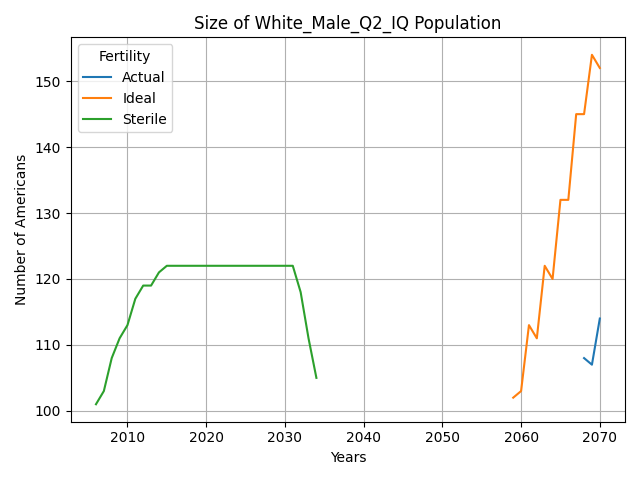 Size of White_Male_Q2_IQ Population
Fertility
Actual
Ideal
Sterile
Number of Americans
150
140
130
120
110
100
2010 2020 2030 2040 2050 2060 2070
Years